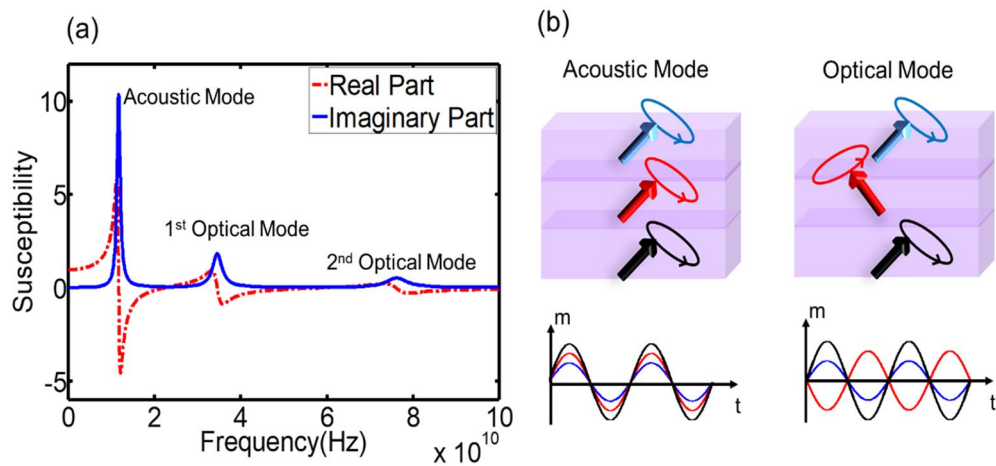 (a)
Susceptibility
10
5
0
-5
Acoustic Mode
1st Optical Mode
2nd Optical Mode
Real Part
Imaginary Part
0 2 4 6 8 10
Frequency(Hz) x 10^10
(b)
Acoustic Mode Optical Mode
m m
t t